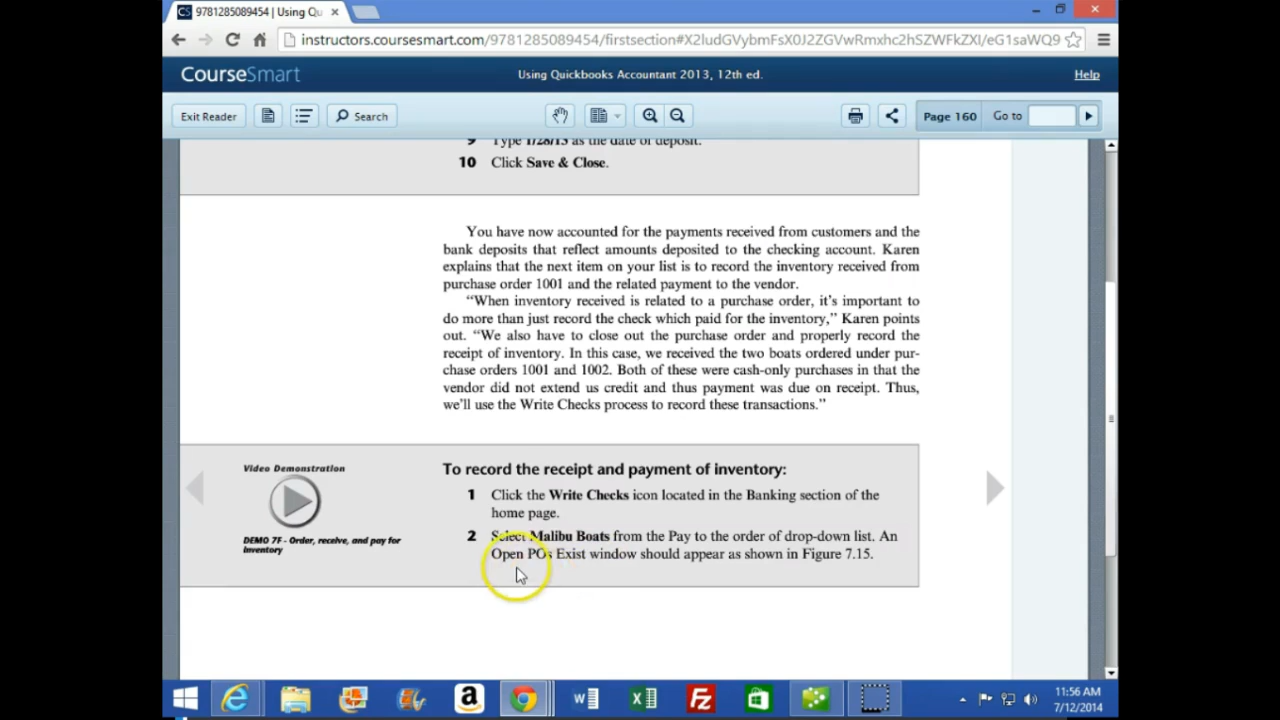 CS 9781285089454 | Using Qu
instructors.coursesmart.com/9781285089454/firstsection#X2ludGVybmFsX0J2ZGVwRmxhc2hSZWFkZXI/eG1saWQ9
CourseSmart
Using Quickbooks Accountant 2013, 12th ed.
Help
Exit Reader
Search
Page 160
Go to
9 Type 1/28/13 as the date of deposit.
10 Click Save & Close.
You have now accounted for the payments received from customers and the
bank deposits that reflect amounts deposited to the checking account. Karen
explains that the next item on your list is to record the inventory received from
purchase order 1001 and the related payment to the vendor.
"When inventory received is related to a purchase order, it's important to
do more than just record the check which paid for the inventory," Karen points
out. "We also have to close out the purchase order and properly record the
receipt of inventory. In this case, we received the two boats ordered under pur-
chase orders 1001 and 1002. Both of these were cash-only purchases in that the
vendor did not extend us credit and thus payment was due on receipt. Thus,
we'll use the Write Checks process to record these transactions."
Video Demonstration
DEMO 7F - Order, receive, and pay for
inventory
To record the receipt and payment of inventory:
1 Click the Write Checks icon located in the Banking section of the
home page.
2 Select Malibu Boats from the Pay to the order of drop-down list. An
Open POs Exist window should appear as shown in Figure 7.15.
11:56 AM
7/12/2014